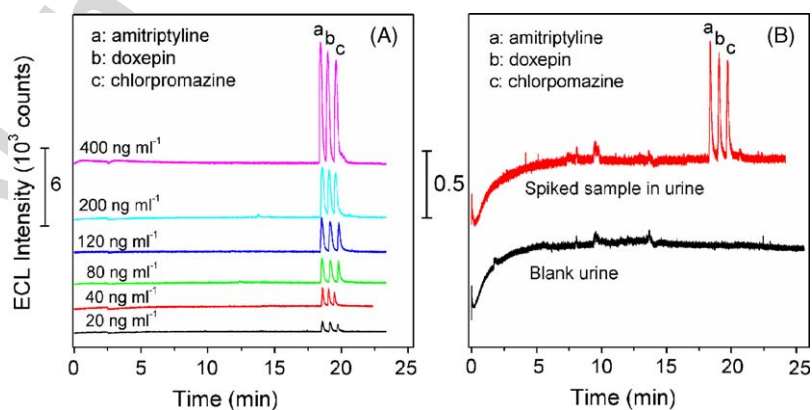 (A)
a: amitriptyline
b: doxepin
c: chlorpromazine
a
b
c
400 ng ml⁻¹
200 ng ml⁻¹
120 ng ml⁻¹
80 ng ml⁻¹
40 ng ml⁻¹
20 ng ml⁻¹
6
ECL Intensity (10³ counts)
0 5 10 15 20 25
Time (min)
(B)
a: amitriptyline
b: doxepin
c: chlorpomazine
a
b
c
0.5
Spiked sample in urine
Blank urine
0 5 10 15 20 25
Time (min)